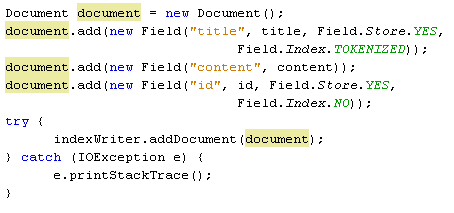 Document document = new Document();
document.add(new Field("title", title, Field.Store.YES,
Field.Index.TOKENIZED));
document.add(new Field("content", content));
document.add(new Field("id", id, Field.Store.YES,
Field.Index.NO));
try {
indexWriter.addDocument(document);
} catch (IOException e) {
e.printStackTrace();
}